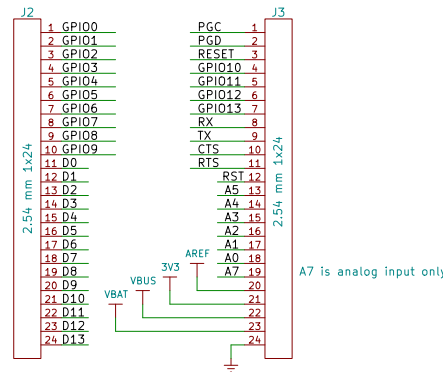 J2
1 GPIO0
2 GPIO1
3 GPIO2
4 GPIO3
5 GPIO4
6 GPIO5
7 GPIO6
8 GPIO7
9 GPIO8
10 GPIO9
11 D0
12 D1
13 D2
14 D3
15 D4
16 D5
17 D6
18 D7
19 D8
20 D9
21 D10
22 D11
23 D12
24 D13
2.54 mm 1x24
J3
PGC 1
PGD 2
RESET 3
GPIO10 4
GPIO11 5
GPIO12 6
GPIO13 7
RX 8
TX 9
CTS 10
RTS 11
RST 12
A5 13
A4 14
A3 15
A2 16
A1 17
A0 18
A7 19
20
21
22
23
24
2.54 mm 1x24
AREF
3V3
VBUS
VBAT
A7 is analog input only